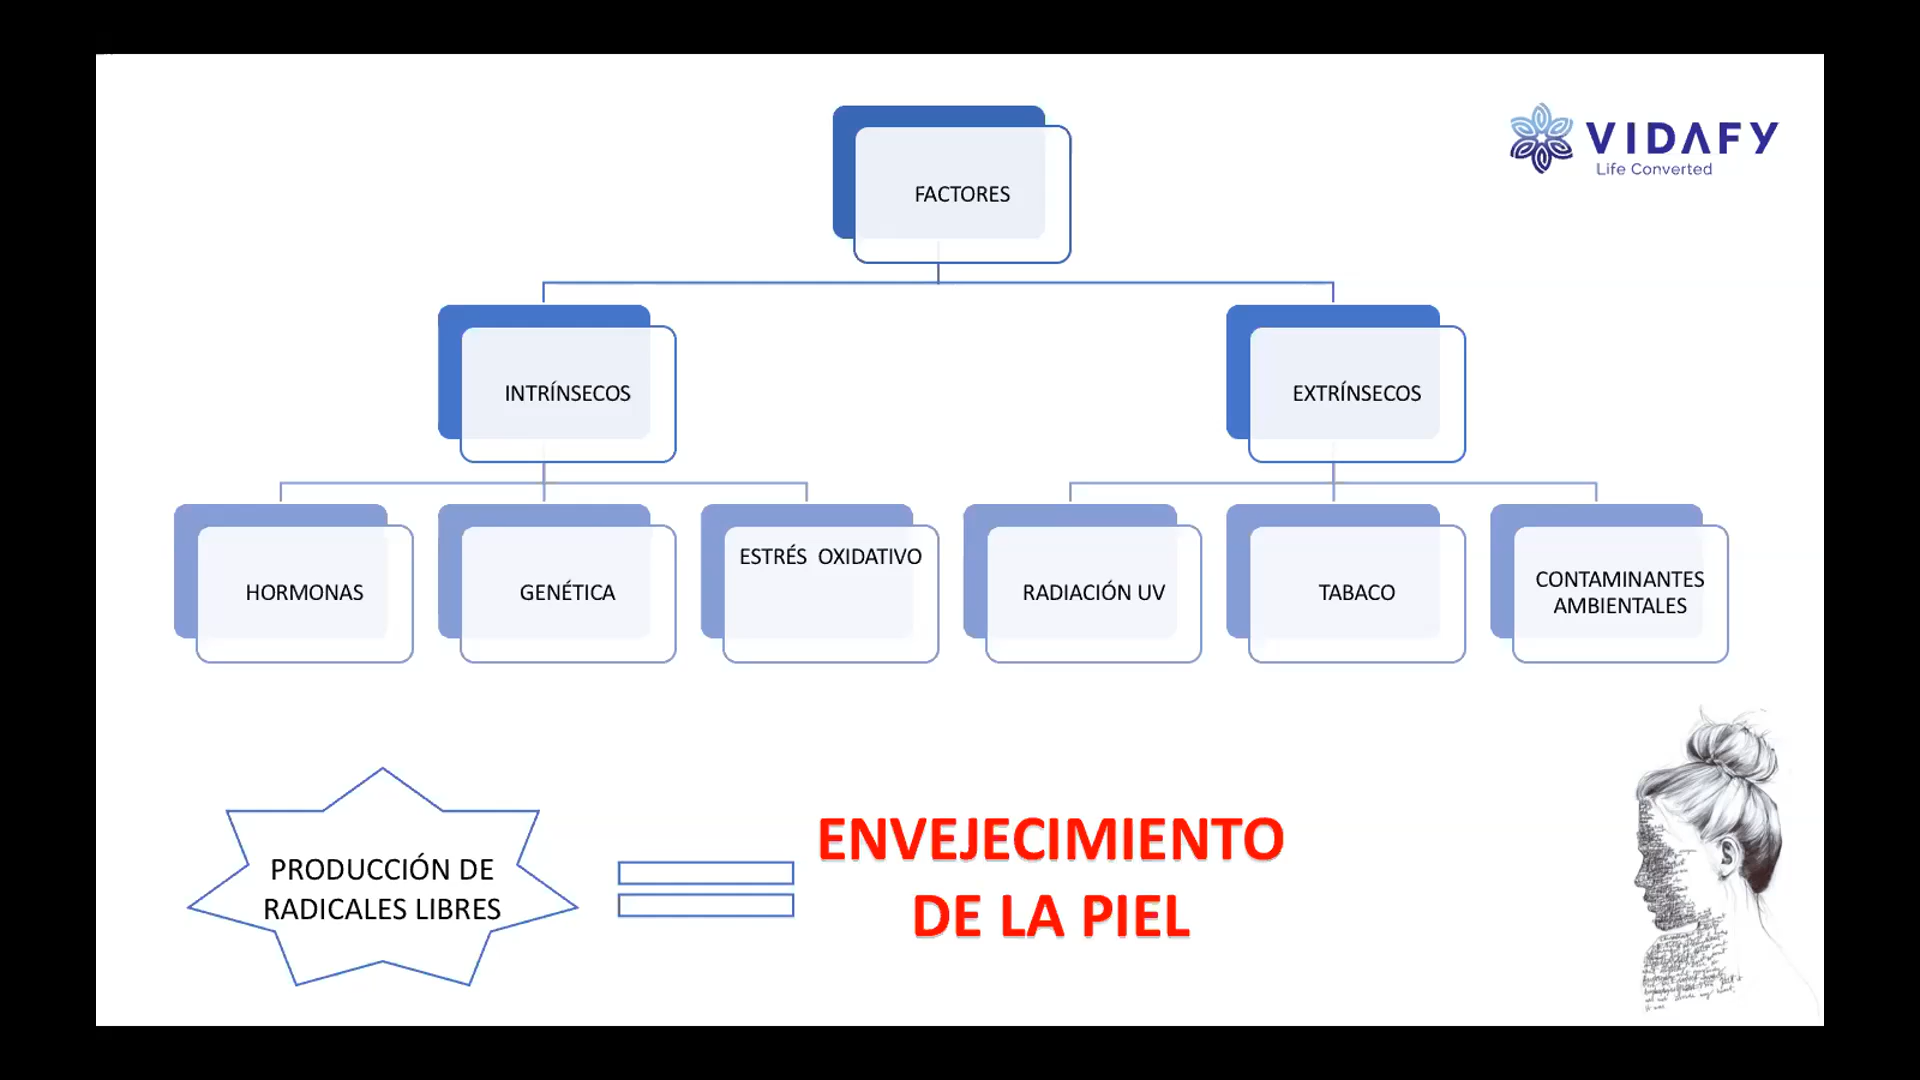 VIDAFY
Life Converted
FACTORES
INTRÍNSECOS
EXTRÍNSECOS
HORMONAS
GENÉTICA
ESTRÉS OXIDATIVO
RADIACIÓN UV
TABACO
CONTAMINANTES
AMBIENTALES
PRODUCCIÓN DE
RADICALES LIBRES
ENVEJECIMIENTO
DE LA PIEL